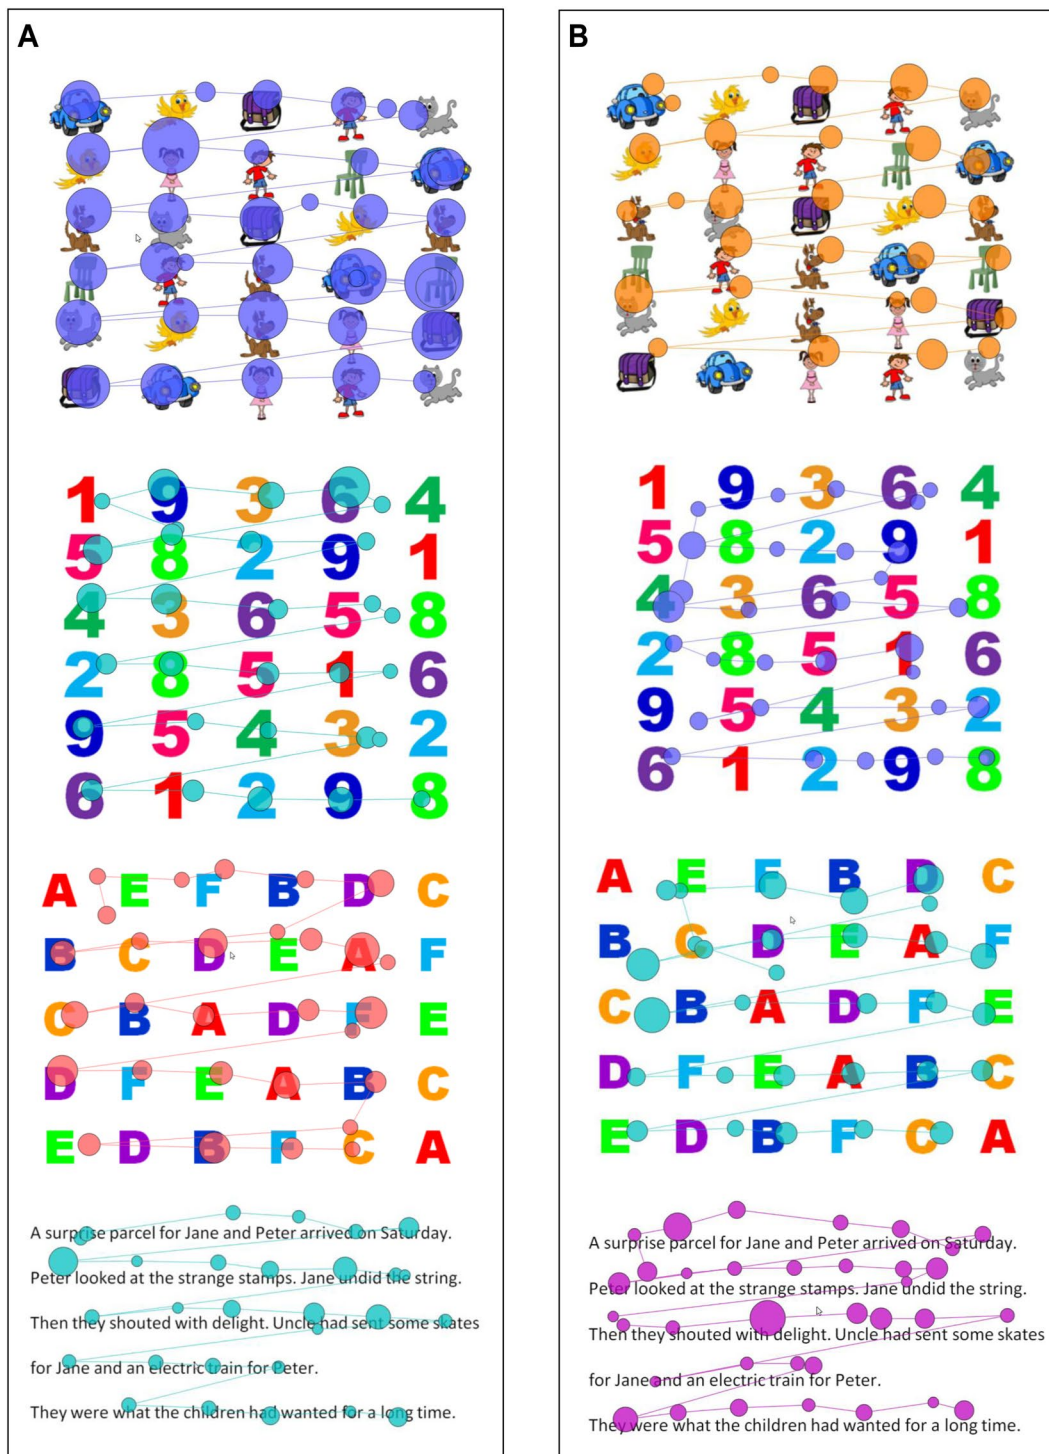 A
1 9 3 6 4
5 8 2 9 1
4 3 6 5 8
2 8 5 1 6
9 5 4 3 2
6 1 2 9 8
A E F B D C
B C D E A F
C B A D F E
D F E A B C
E D B F C A
A surprise parcel for Jane and Peter arrived on Saturday.
Peter looked at the strange stamps. Jane undid the string.
Then they shouted with delight. Uncle had sent some skates
for Jane and an electric train for Peter.
They were what the children had wanted for a long time.
B
1 9 3 6 4
5 8 2 9 1
4 3 6 5 8
2 8 5 1 6
9 5 4 3 2
6 1 2 9 8
A E F B D C
B C D E A F
C B A D F E
D F E A B C
E D B F C A
A surprise parcel for Jane and Peter arrived on Saturday.
Peter looked at the strange stamps. Jane undid the string.
Then they shouted with delight. Uncle had sent some skates
for Jane and an electric train for Peter.
They were what the children had wanted for a long time.